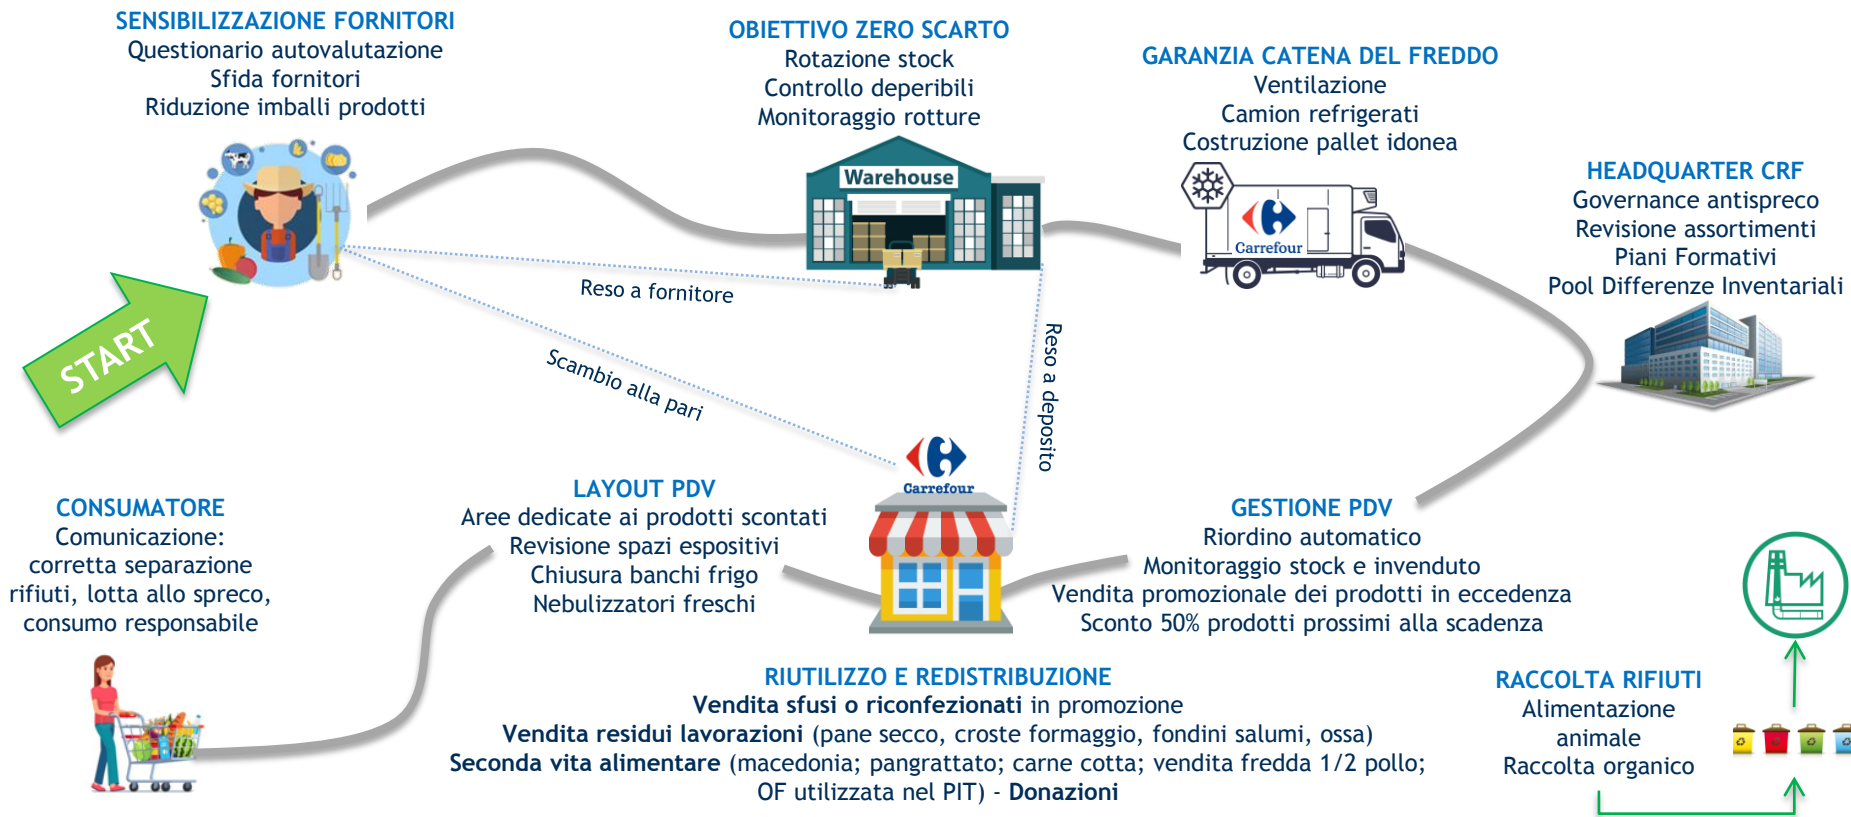 SENSIBILIZZAZIONE FORNITORI
Questionario autovalutazione
Sfida fornitori
Riduzione imballi prodotti
OBIETTIVO ZERO SCARTO
Rotazione stock
Controllo deperibili
Monitoraggio rotture
Warehouse
GARANZIA CATENA DEL FREDDO
Ventilazione
Camion refrigerati
Costruzione pallet idonea
Carrefour
HEADQUARTER CRF
Governance antispreco
Revisione assortimenti
Piani Formativi
Pool Differenze Inventariali
START
Reso a fornitore
Scambio alla pari
Reso a deposito
CONSUMATORE
Comunicazione:
corretta separazione
rifiuti, lotta allo spreco,
consumo responsabile
LAYOUT PDV
Aree dedicate ai prodotti scontati
Revisione spazi espositivi
Chiusura banchi frigo
Nebulizzatori freschi
Carrefour
GESTIONE PDV
Riordino automatico
Monitoraggio stock e invenduto
Vendita promozionale dei prodotti in eccedenza
Sconto 50% prodotti prossimi alla scadenza
RIUTILIZZO E REDISTRIBUZIONE
Vendita sfusi o riconfezionati in promozione
Vendita residui lavorazioni (pane secco, croste formaggio, fondini salumi, ossa)
Seconda vita alimentare (macedonia; pangrattato; carne cotta; vendita fredda 1/2 pollo;
OF utilizzata nel PIT) - Donazioni
RACCOLTA RIFIUTI
Alimentazione
animale
Raccolta organico